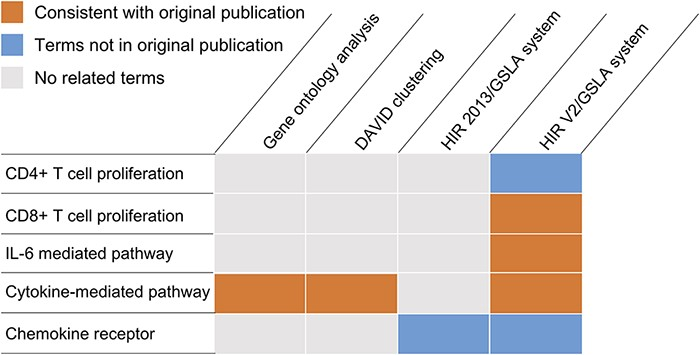 Consistent with original publication
Terms not in original publication
No related terms
Gene ontology analysis
DAVID clustering
HIR 2013/GSLA system
HIR V2/GSLA system
CD4+ T cell proliferation
CD8+ T cell proliferation
IL-6 mediated pathway
Cytokine-mediated pathway
Chemokine receptor